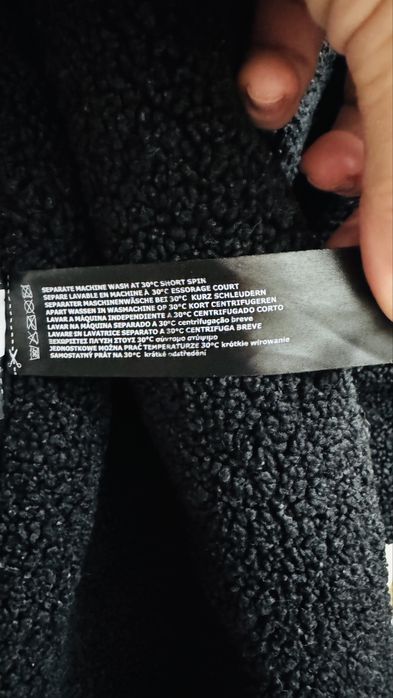 SEPARATE MACHINE WASH AT 30°C SHORT SPIN
SEPARE LAVABLE EN MACHINE À 30°C ESSORAGE COURT
SEPARATER MASCHINENWÄSCHE BEI 30°C KURZ SCHLEUDERN
APART WASSEN IN WASMACHINE OP 30°C KORT CENTRIFUGEREN
LAVAR A MÁQUINA INDEPENDIENTE A 30°C CENTRIFUGADO CORTO
LAVAR NA MÁQUINA SEPARADO A 30°C centrifugação breve
LAVARE IN LAVATRICE SEPARATO A 30°C CENTRIFUGA BREVE
ΞΕΧΩΡΙΣΤΕΣ ΠΛΥΣΗ ΣΤΟΥΣ 30°C σύντομο στύψιμο
JEDNOSTKOWE MOŻNA PRAĆ TEMPERATURZE 30°C krótkie wirowanie
SAMOSTATNÝ PRÁT NA 30°C krátké odstředění